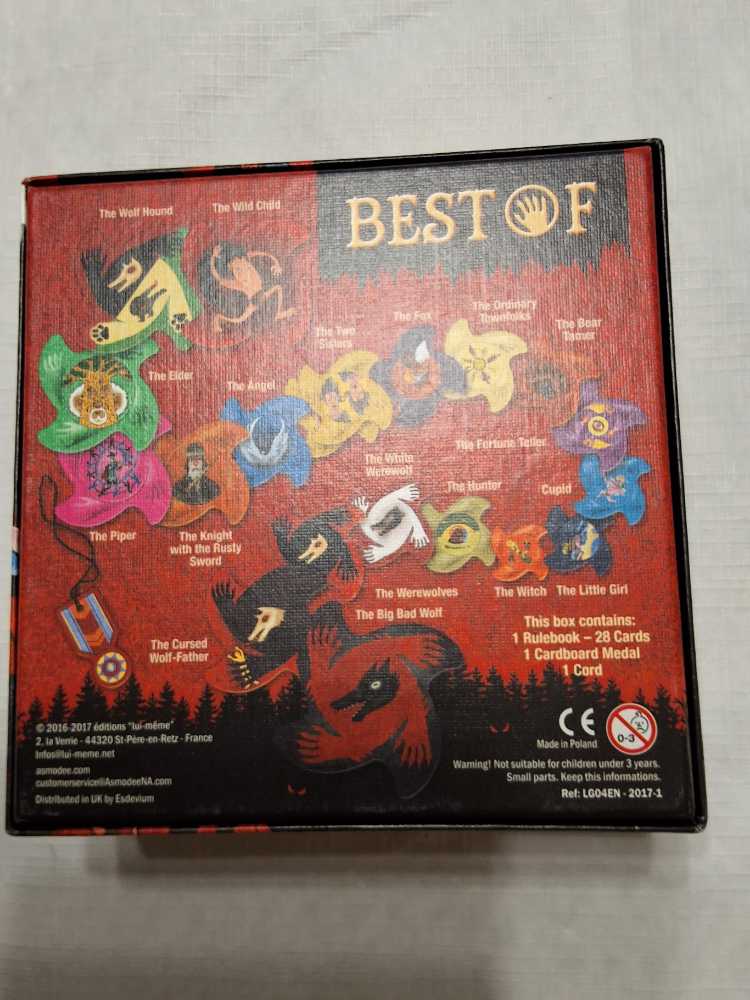 BEST OF
The Wolf Hound
The Wild Child
The Two
Sisters
The Fox
The Ordinary
Townfolks
The Bear
Tamer
The Elder
The Angel
The Fortune Teller
The White
Werewolf
The Hunter
Cupid
The Piper
The Knight
with the Rusty
Sword
The Werewolves
The Witch
The Little Girl
The Big Bad Wolf
The Cursed
Wolf-Father
This box contains:
1 Rulebook – 28 Cards
1 Cardboard Medal
1 Cord
© 2016-2017 éditions "lui-même"
2, la Verrie - 44320 St-Père-en-Retz - France
Infos@lui-meme.net
asmodee.com
customerservice@AsmodeeNA.com
Distributed in UK by Esdevium
CE
Made in Poland
0-3
Warning! Not suitable for children under 3 years.
Small parts. Keep this informations.
Ref: LG04EN - 2017-1